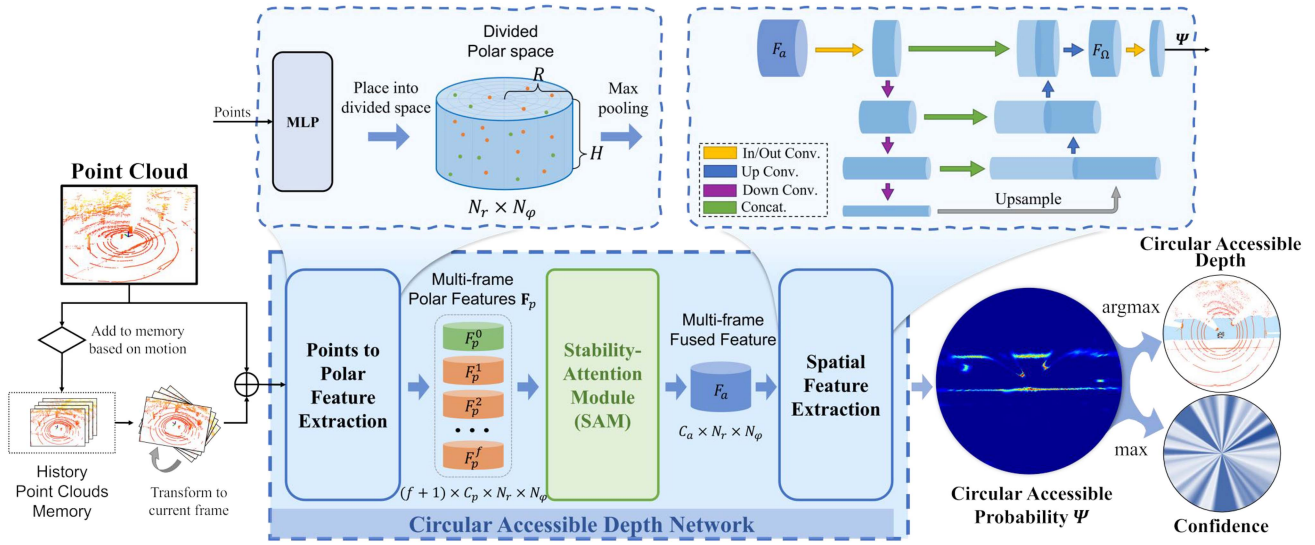 Points
MLP
Place into
divided space
Divided
Polar space
R
H
N_r × N_φ
Max
pooling
F_a
F_Ω
Ψ
In/Out Conv.
Up Conv.
Down Conv.
Concat.
Upsample
Point Cloud
Add to memory
based on motion
History
Point Clouds
Memory
Transform to
current frame
Points to
Polar
Feature
Extraction
Multi-frame
Polar Features F_p
F_p^0
F_p^1
F_p^2
• • •
F_p^f
(f + 1) × C_p × N_r × N_φ
Stability-
Attention
Module
(SAM)
Multi-frame
Fused Feature
F_a
C_a × N_r × N_φ
Spatial
Feature
Extraction
Circular Accessible Depth Network
Circular Accessible
Probability Ψ
argmax
max
Circular Accessible
Depth
Confidence